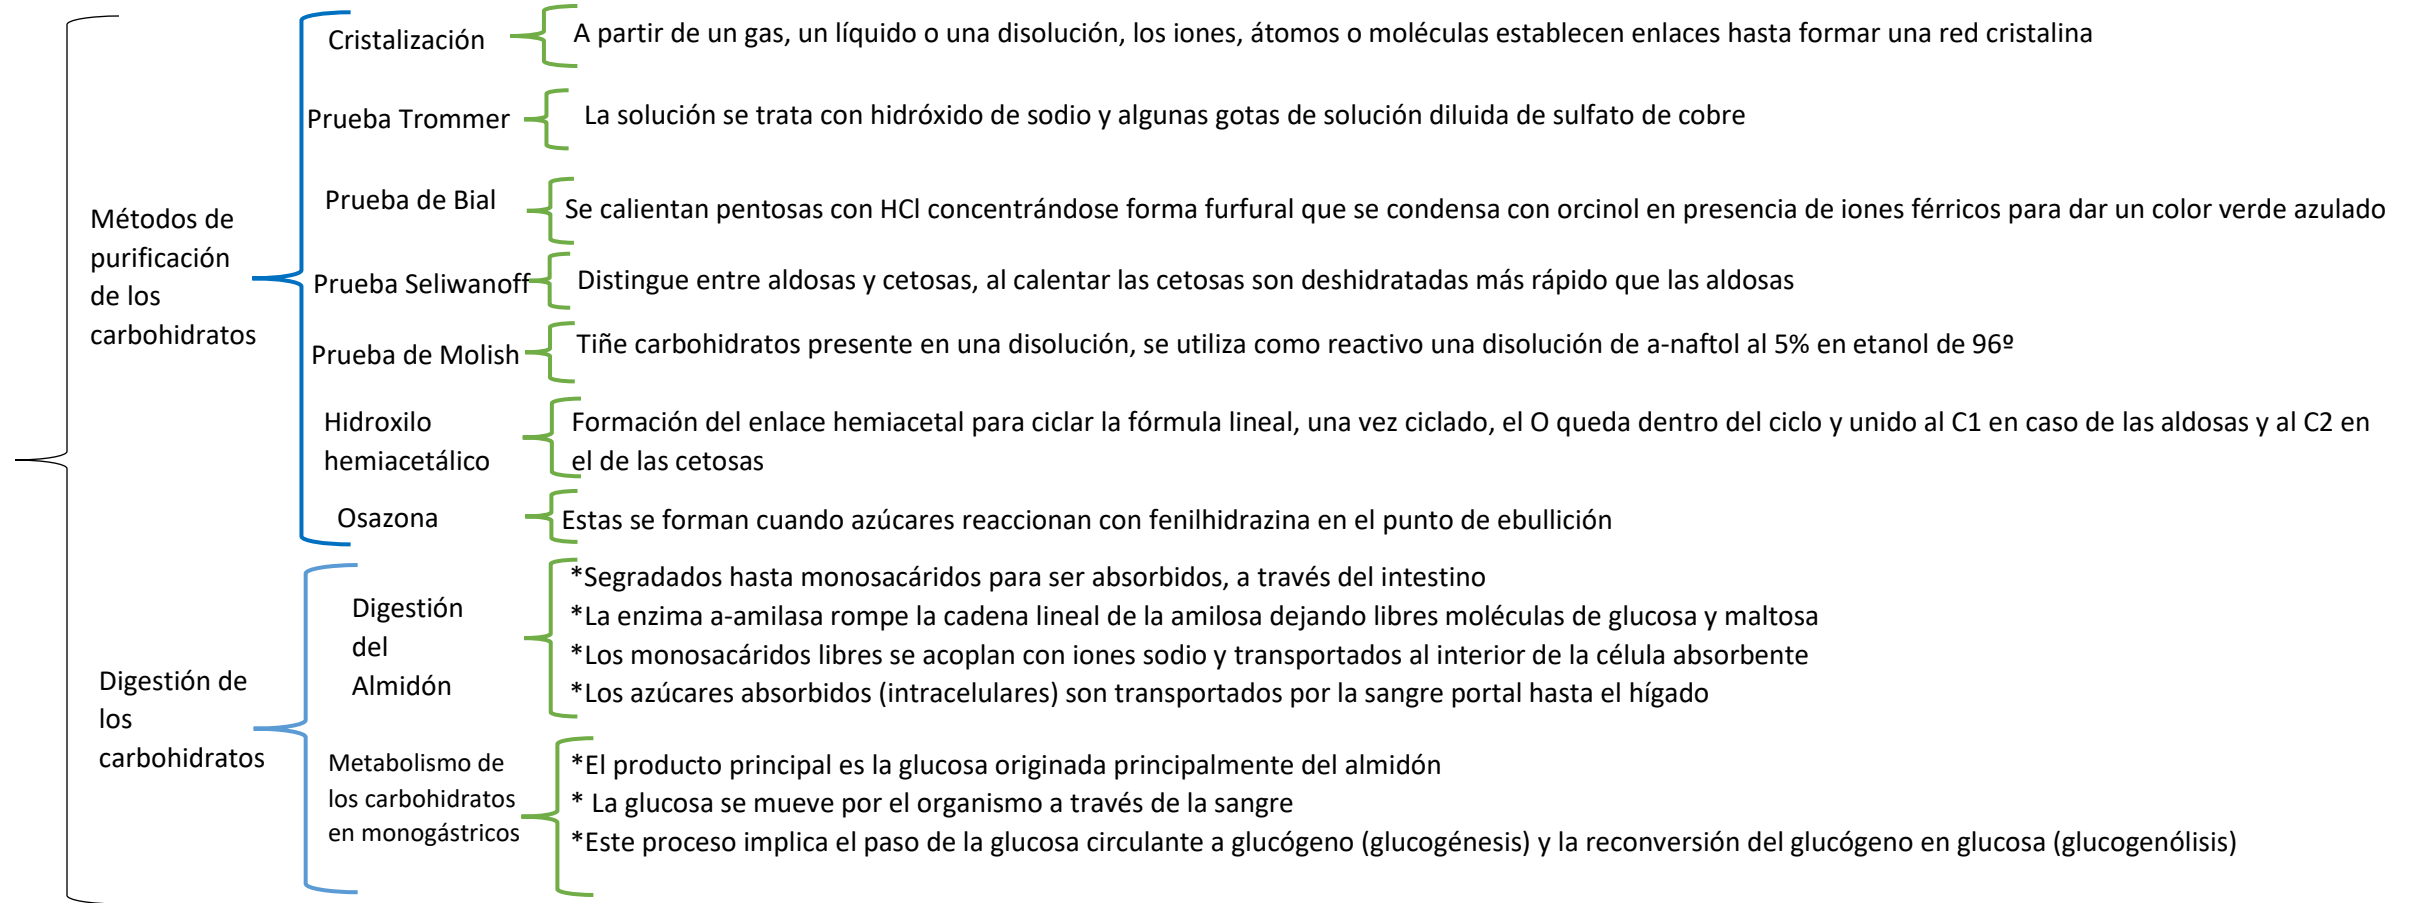 Métodos de
purificación
de los
carbohidratos
Cristalización
A partir de un gas, un líquido o una disolución, los iones, átomos o moléculas establecen enlaces hasta formar una red cristalina
Prueba Trommer
La solución se trata con hidróxido de sodio y algunas gotas de solución diluida de sulfato de cobre
Prueba de Bial
Se calientan pentosas con HCl concentrándose forma furfural que se condensa con orcinol en presencia de iones férricos para dar un color verde azulado
Prueba Seliwanoff
Distingue entre aldosas y cetosas, al calentar las cetosas son deshidratadas más rápido que las aldosas
Prueba de Molish
Tiñe carbohidratos presente en una disolución, se utiliza como reactivo una disolución de a-naftol al 5% en etanol de 96º
Hidroxilo
hemiacetálico
Formación del enlace hemiacetal para ciclar la fórmula lineal, una vez ciclado, el O queda dentro del ciclo y unido al C1 en caso de las aldosas y al C2 en
el de las cetosas
Osazona
Estas se forman cuando azúcares reaccionan con fenilhidrazina en el punto de ebullición
Digestión de
los
carbohidratos
Digestión
del
Almidón
*Segradados hasta monosacáridos para ser absorbidos, a través del intestino
*La enzima a-amilasa rompe la cadena lineal de la amilosa dejando libres moléculas de glucosa y maltosa
*Los monosacáridos libres se acoplan con iones sodio y transportados al interior de la célula absorbente
*Los azúcares absorbidos (intracelulares) son transportados por la sangre portal hasta el hígado
Metabolismo de
los carbohidratos
en monogástricos
*El producto principal es la glucosa originada principalmente del almidón
* La glucosa se mueve por el organismo a través de la sangre
*Este proceso implica el paso de la glucosa circulante a glucógeno (glucogénesis) y la reconversión del glucógeno en glucosa (glucogenólisis)